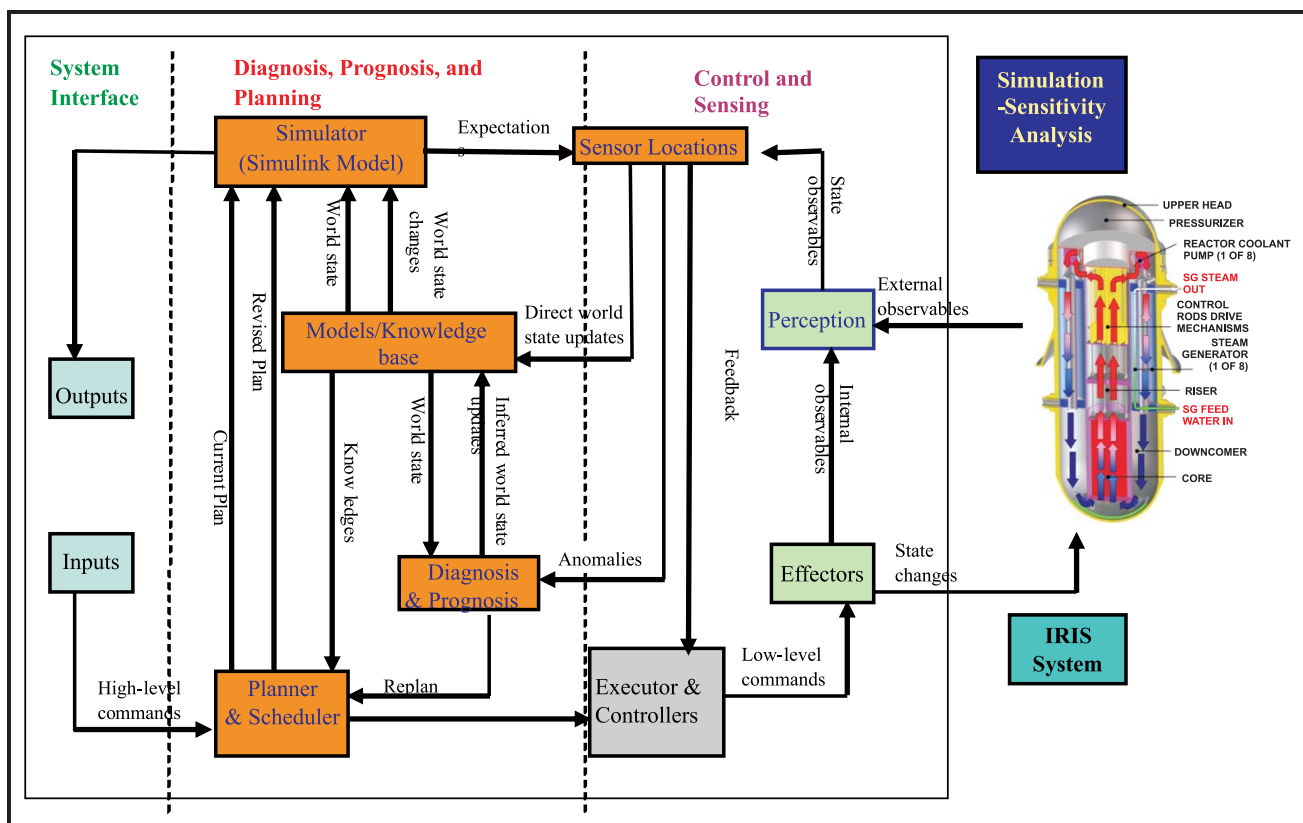 System
Interface
Diagnosis, Prognosis, and
Planning
Control and
Sensing
Simulation
-Sensitivity
Analysis
Simulator
(Simulink Model)
Expectation
s
Sensor Locations
State
observables
World state
World state
changes
UPPER HEAD
PRESSURIZER
REACTOR COOLANT
PUMP (1 OF 8)
SG STEAM
OUT
CONTROL
RODS DRIVE
MECHANISMS
STEAM
GENERATOR
(1 OF 8)
RISER
SG FEED
WATER IN
DOWNCOMER
CORE
External
observables
Perception
Models/Knowledge
base
Direct world
state updates
Revised Plan
Feedback
Outputs
Internal
observables
Current Plan
Know ledges
World state
Inferred world state
updates
Inputs
Diagnosis
& Prognosis
Anomalies
Effectors
State
changes
IRIS
System
High-level
commands
Planner
& Scheduler
Replan
Executor &
Controllers
Low-level
commands